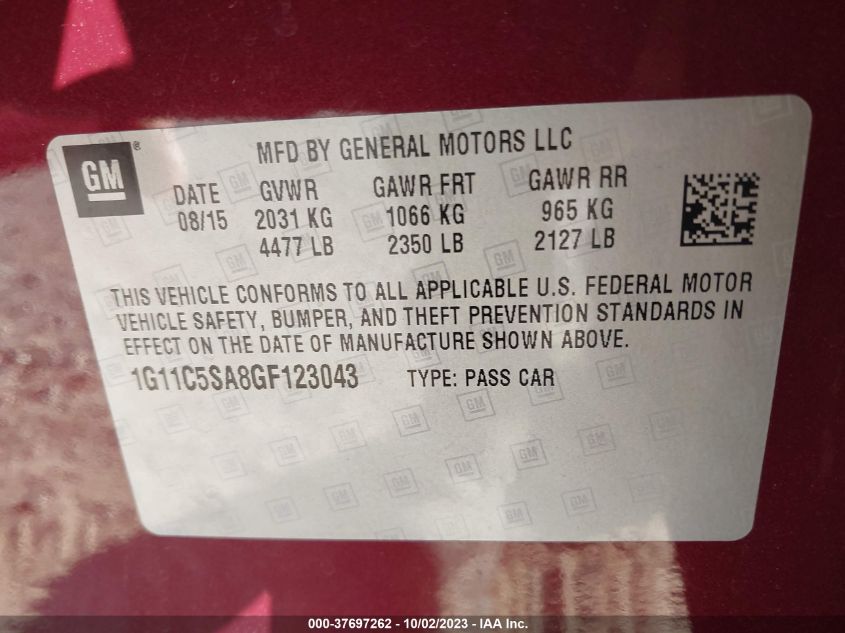 GM®
MFD BY GENERAL MOTORS LLC
DATE GVWR GAWR FRT GAWR RR
08/15 2031 KG 1066 KG 965 KG
4477 LB 2350 LB 2127 LB
THIS VEHICLE CONFORMS TO ALL APPLICABLE U.S. FEDERAL MOTOR
VEHICLE SAFETY, BUMPER, AND THEFT PREVENTION STANDARDS IN
EFFECT ON THE DATE OF MANUFACTURE SHOWN ABOVE.
1G11C5SA8GF123043 TYPE: PASS CAR
000-37697262 - 10/02/2023 - IAA Inc.